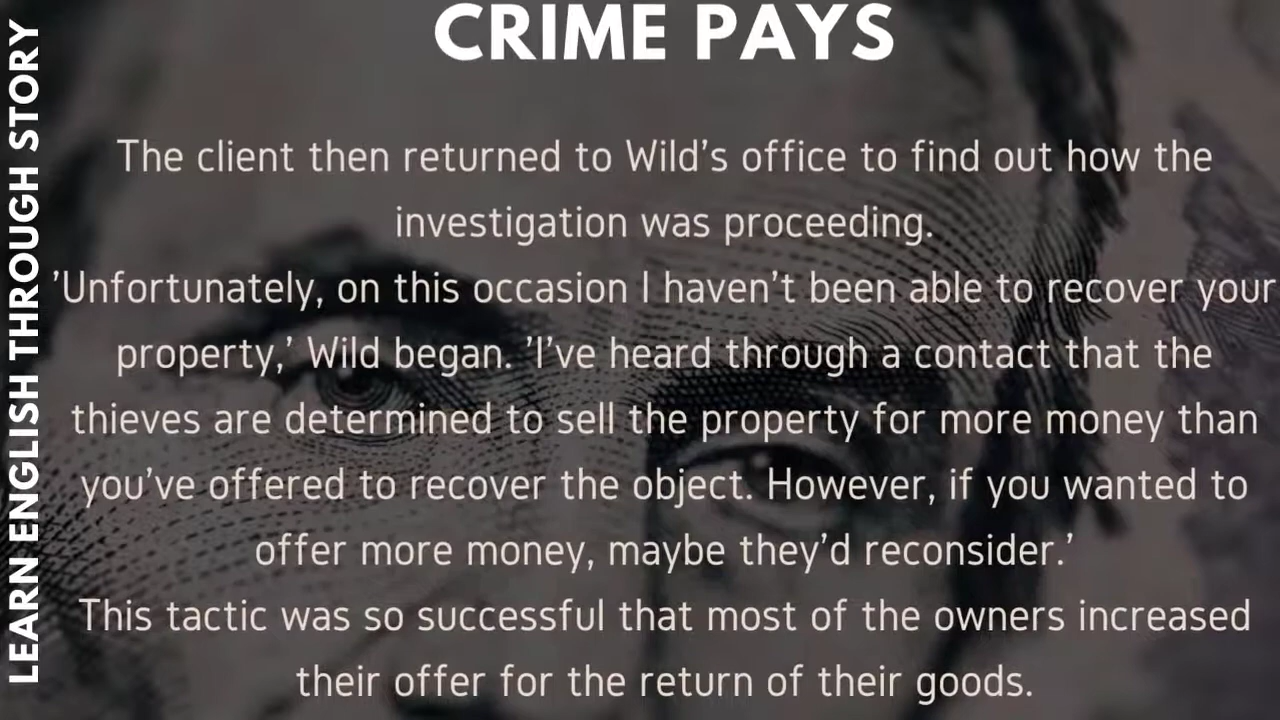 CRIME PAYS
LEARN ENGLISH THROUGH STORY
The client then returned to Wild's office to find out how the
investigation was proceeding.
'Unfortunately, on this occasion I haven't been able to recover your
property,' Wild began. 'I've heard through a contact that the
thieves are determined to sell the property for more money than
you've offered to recover the object. However, if you wanted to
offer more money, maybe they'd reconsider.'
This tactic was so successful that most of the owners increased
their offer for the return of their goods.